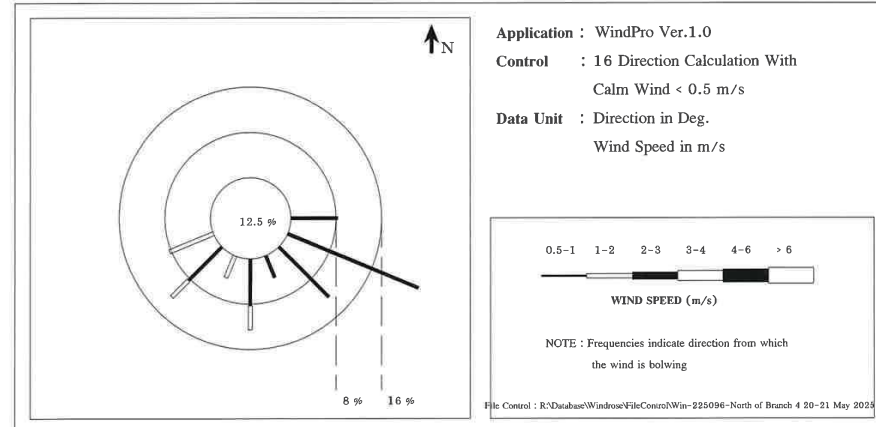 N
12.5 %
8 %
16 %
Application : WindPro Ver.1.0
Control : 16 Direction Calculation With
Calm Wind < 0.5 m/s
Data Unit : Direction in Deg.
Wind Speed in m/s
0.5-1 1-2 2-3 3-4 4-6 > 6
WIND SPEED (m/s)
NOTE : Frequencies indicate direction from which
the wind is bolwing
File Control : R:\Database\Windrose\FileControl\Win-225096-North of Branch 4 20-21 May 2025